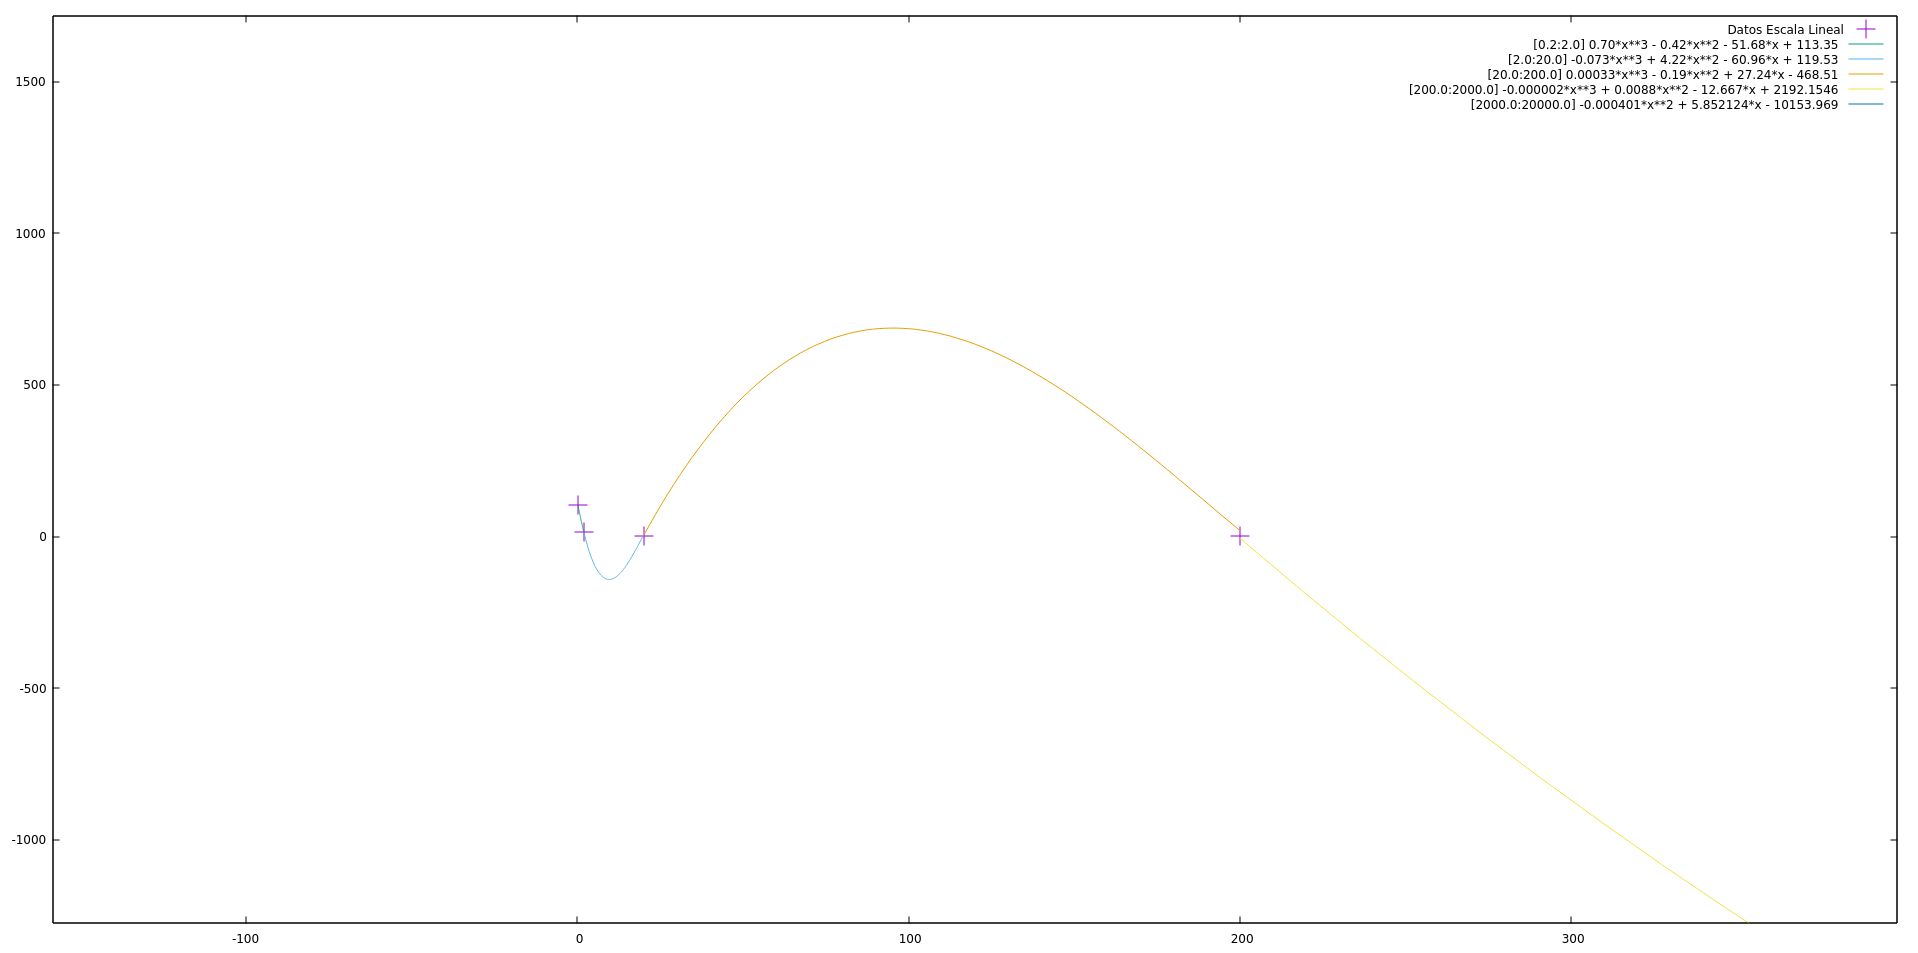 Datos Escala Lineal
[0.2:2.0] 0.70*x**3 - 0.42*x**2 - 51.68*x + 113.35
[2.0:20.0] -0.073*x**3 + 4.22*x**2 - 60.96*x + 119.53
[20.0:200.0] 0.00033*x**3 - 0.19*x**2 + 27.24*x - 468.51
[200.0:2000.0] -0.000002*x**3 + 0.0088*x**2 - 12.667*x + 2192.1546
[2000.0:20000.0] -0.000401*x**2 + 5.852124*x - 10153.969
1500
1000
500
0
-500
-1000
-100 0 100 200 300